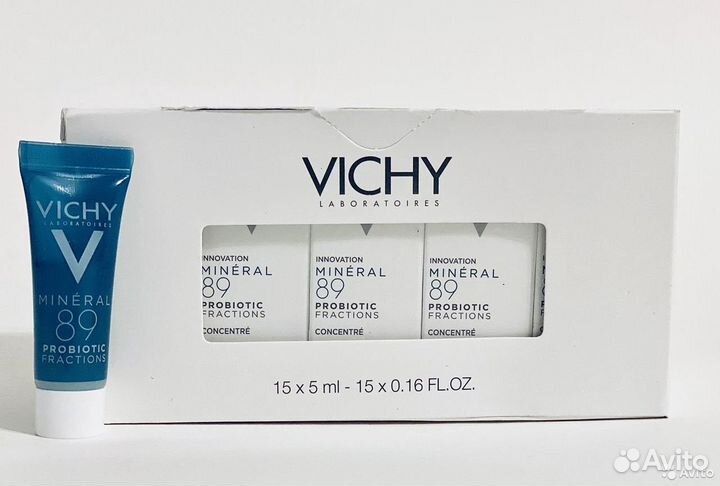 VICHY
LABORATOIRES
V
MINÉRAL
89
PROBIOTIC
FRACTIONS
VICHY
LABORATOIRES
INNOVATION
MINÉRAL
89
PROBIOTIC
FRACTIONS
CONCENTRÉ
INNOVATION
MINÉRAL
89
PROBIOTIC
FRACTIONS
CONCENTRÉ
INNOVATION
MINÉRAL
89
PROBIOTIC
FRACTIONS
CONCENTRÉ
15 x 5 ml - 15 x 0.16 FL.OZ.
Avito
Avito